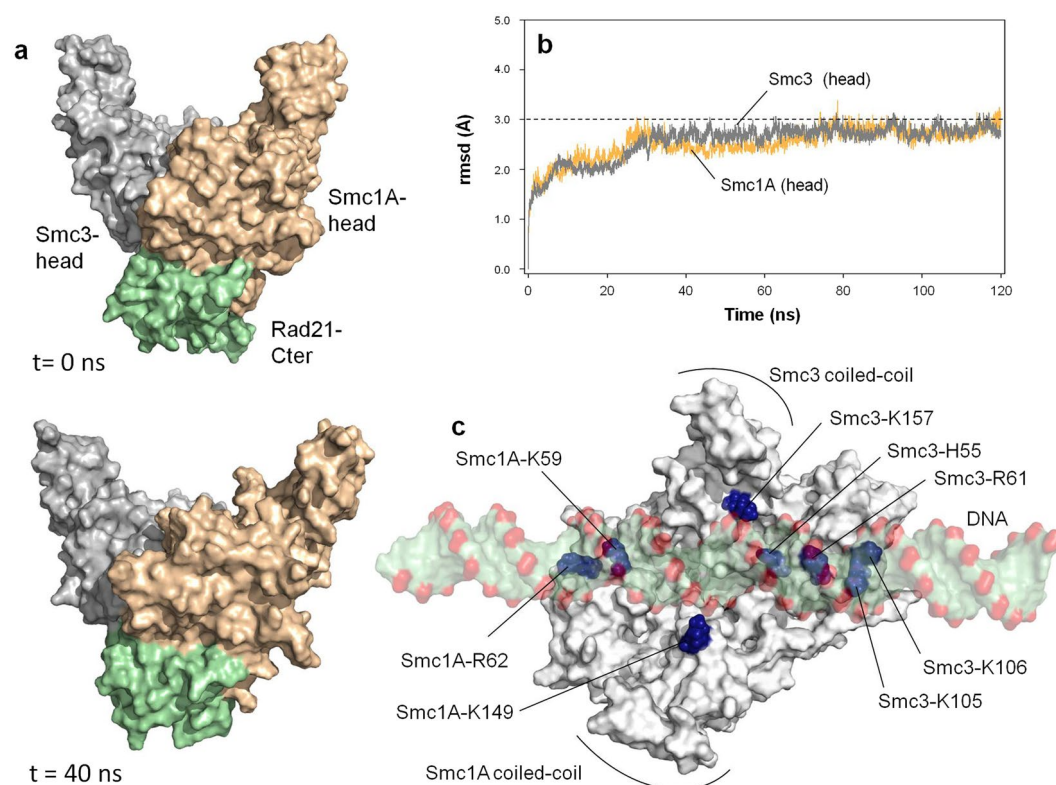 a
Smc3-
head
Smc1A-
head
Rad21-
Cter
t= 0 ns
t = 40 ns
b
rmsd (Å)
5.0
4.0
3.0
2.0
1.0
0.0
Smc3 (head)
Smc1A (head)
0
20
40
60
80
100
120
Time (ns)
c
Smc3 coiled-coil
Smc3-K157
Smc1A-K59
Smc3-H55
Smc3-R61
DNA
Smc1A-R62
Smc1A-K149
Smc3-K106
Smc3-K105
Smc1A coiled-coil